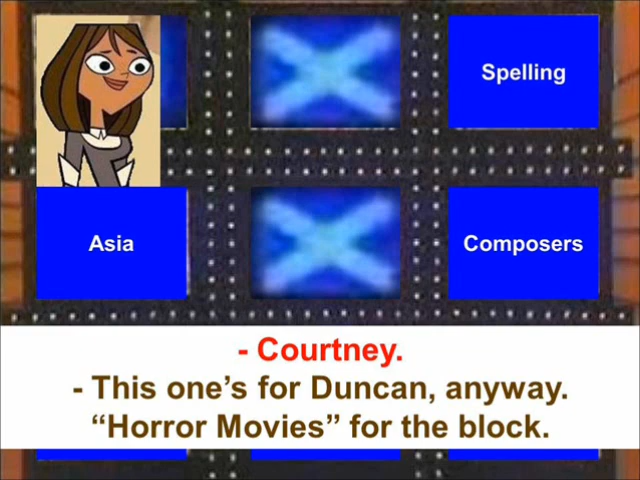 Spelling
Asia
Composers
- Courtney.
- This one’s for Duncan, anyway.
“Horror Movies” for the block.